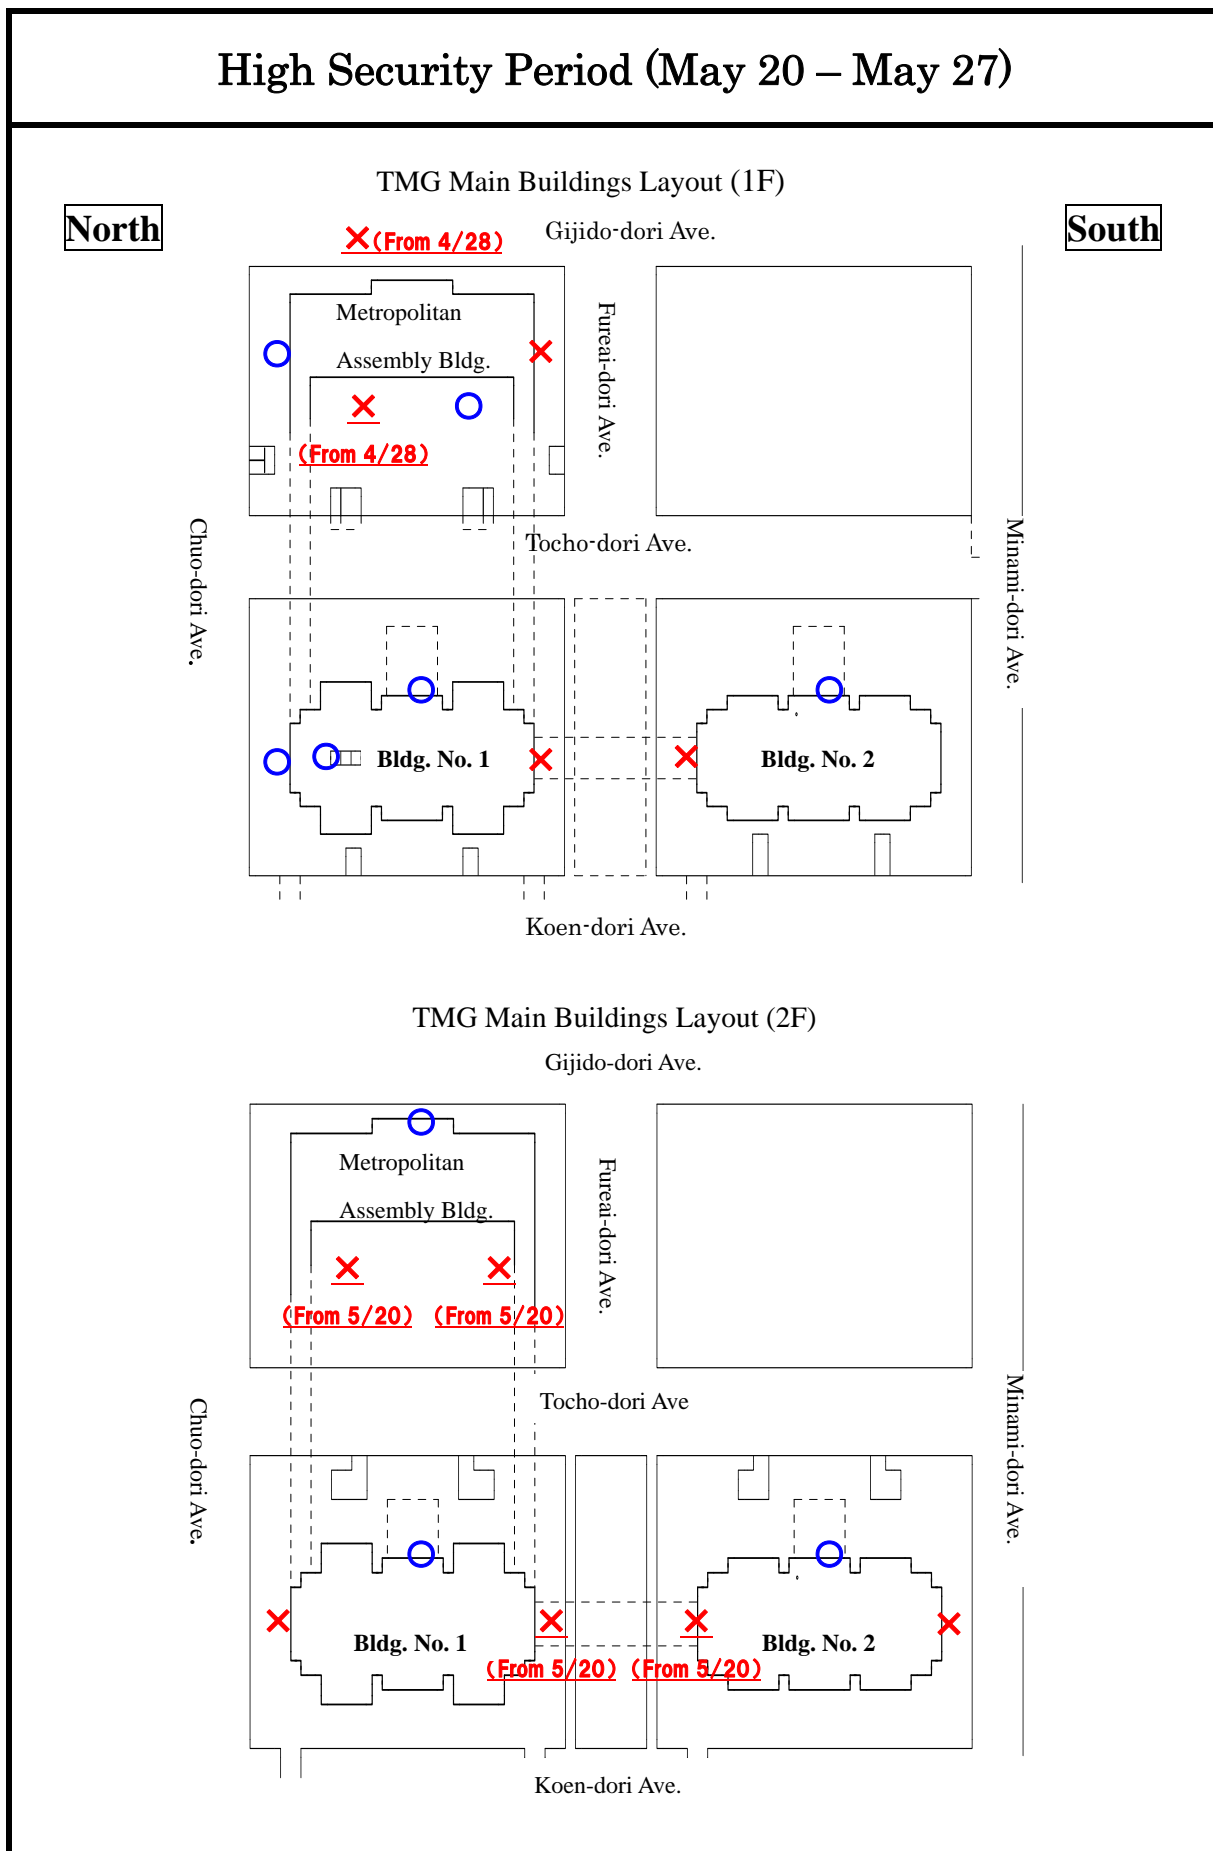 High Security Period (May 20 – May 27)
TMG Main Buildings Layout (1F)
North
South
Gijido-dori Ave.
(From 4/28)
Metropolitan
Assembly Bldg.
(From 4/28)
Fureai-dori Ave.
Chuo-dori Ave.
Tocho-dori Ave.
Minami-dori Ave.
Bldg. No. 1
Bldg. No. 2
Koen-dori Ave.
TMG Main Buildings Layout (2F)
Gijido-dori Ave.
Metropolitan
Assembly Bldg.
Fureai-dori Ave.
(From 5/20) (From 5/20)
Chuo-dori Ave.
Tocho-dori Ave
Minami-dori Ave.
Bldg. No. 1
Bldg. No. 2
(From 5/20) (From 5/20)
Koen-dori Ave.